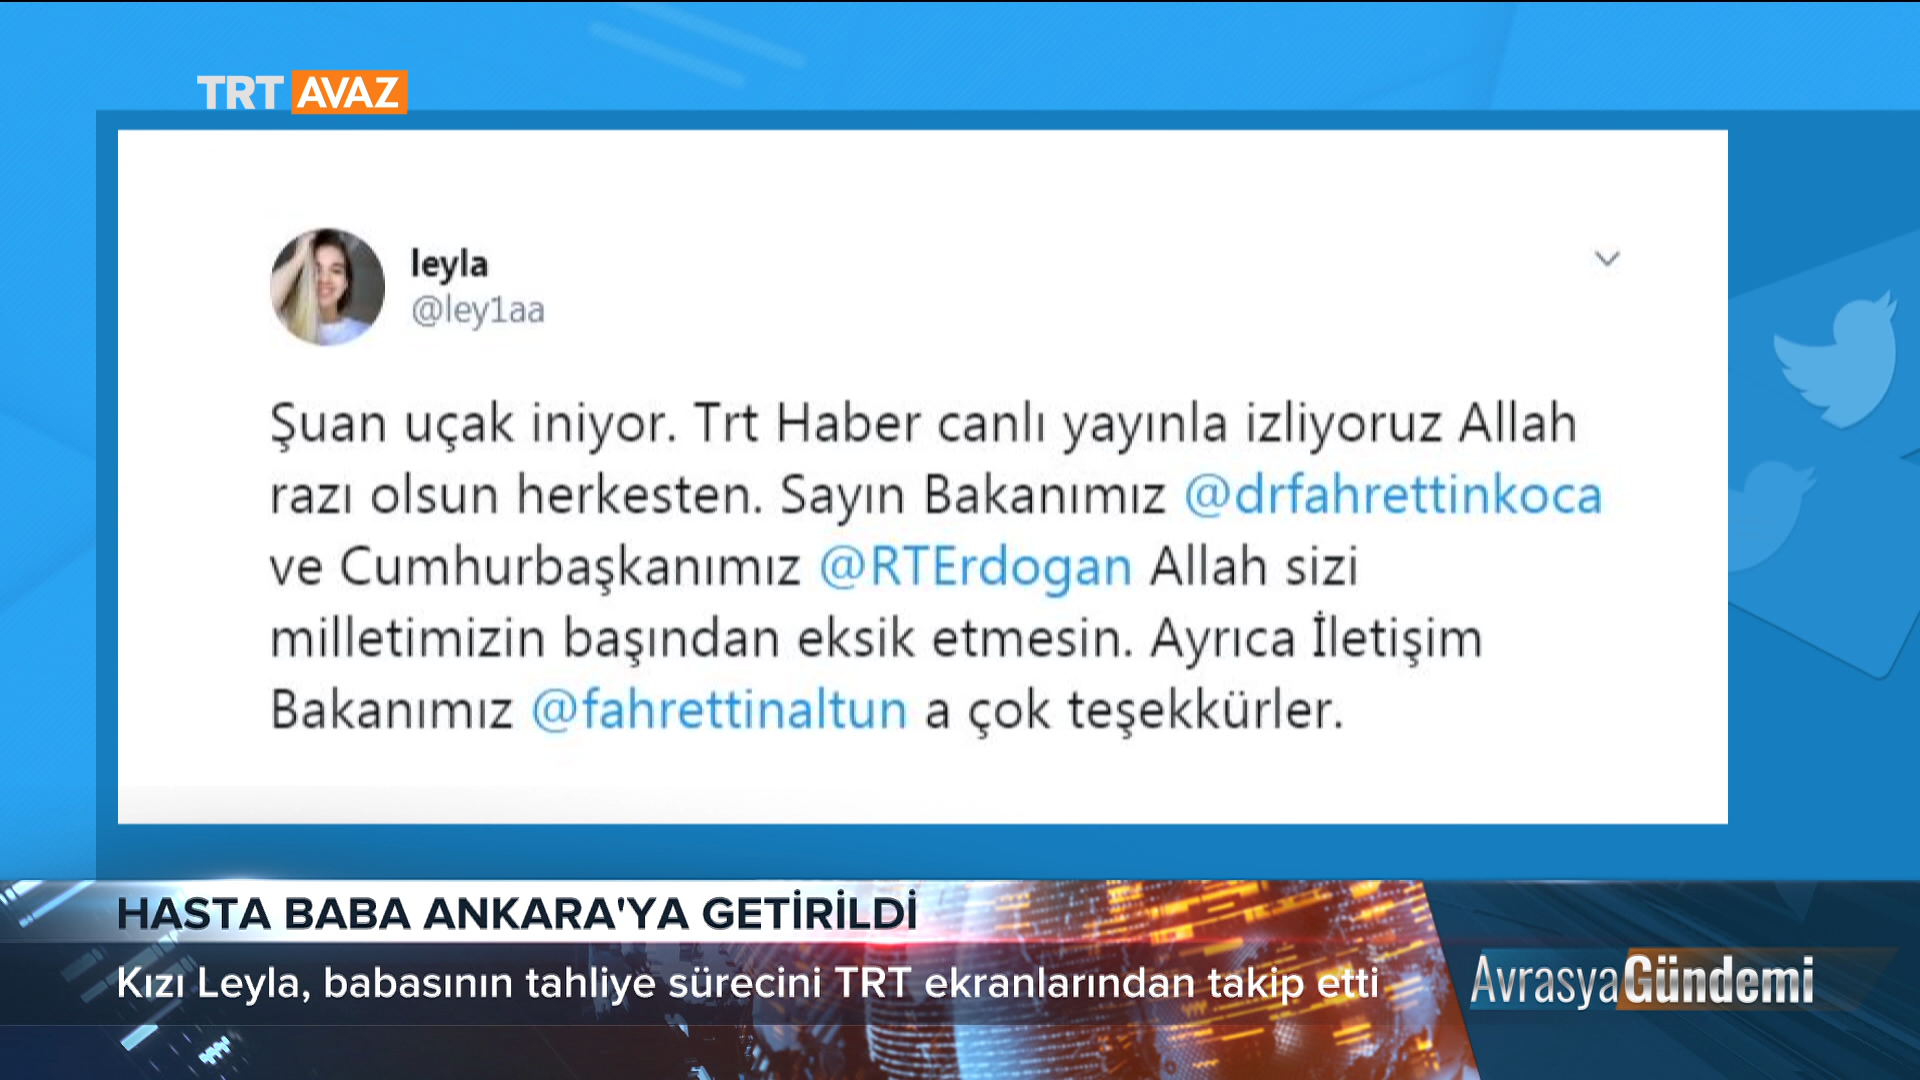 TRT AVAZ
leyla
@ley1aa
Şuan uçak iniyor. Trt Haber canlı yayınla izliyoruz Allah
razı olsun herkesten. Sayın Bakanımız @drfahrettinkoca
ve Cumhurbaşkanımız @RTErdogan Allah sizi
milletimizin başından eksik etmesin. Ayrıca İletişim
Bakanımız @fahrettinaltun a çok teşekkürler.
HASTA BABA ANKARA'YA GETİRİLDİ
Kızı Leyla, babasının tahliye sürecini TRT ekranlarından takip etti
AvrasyaGündemi